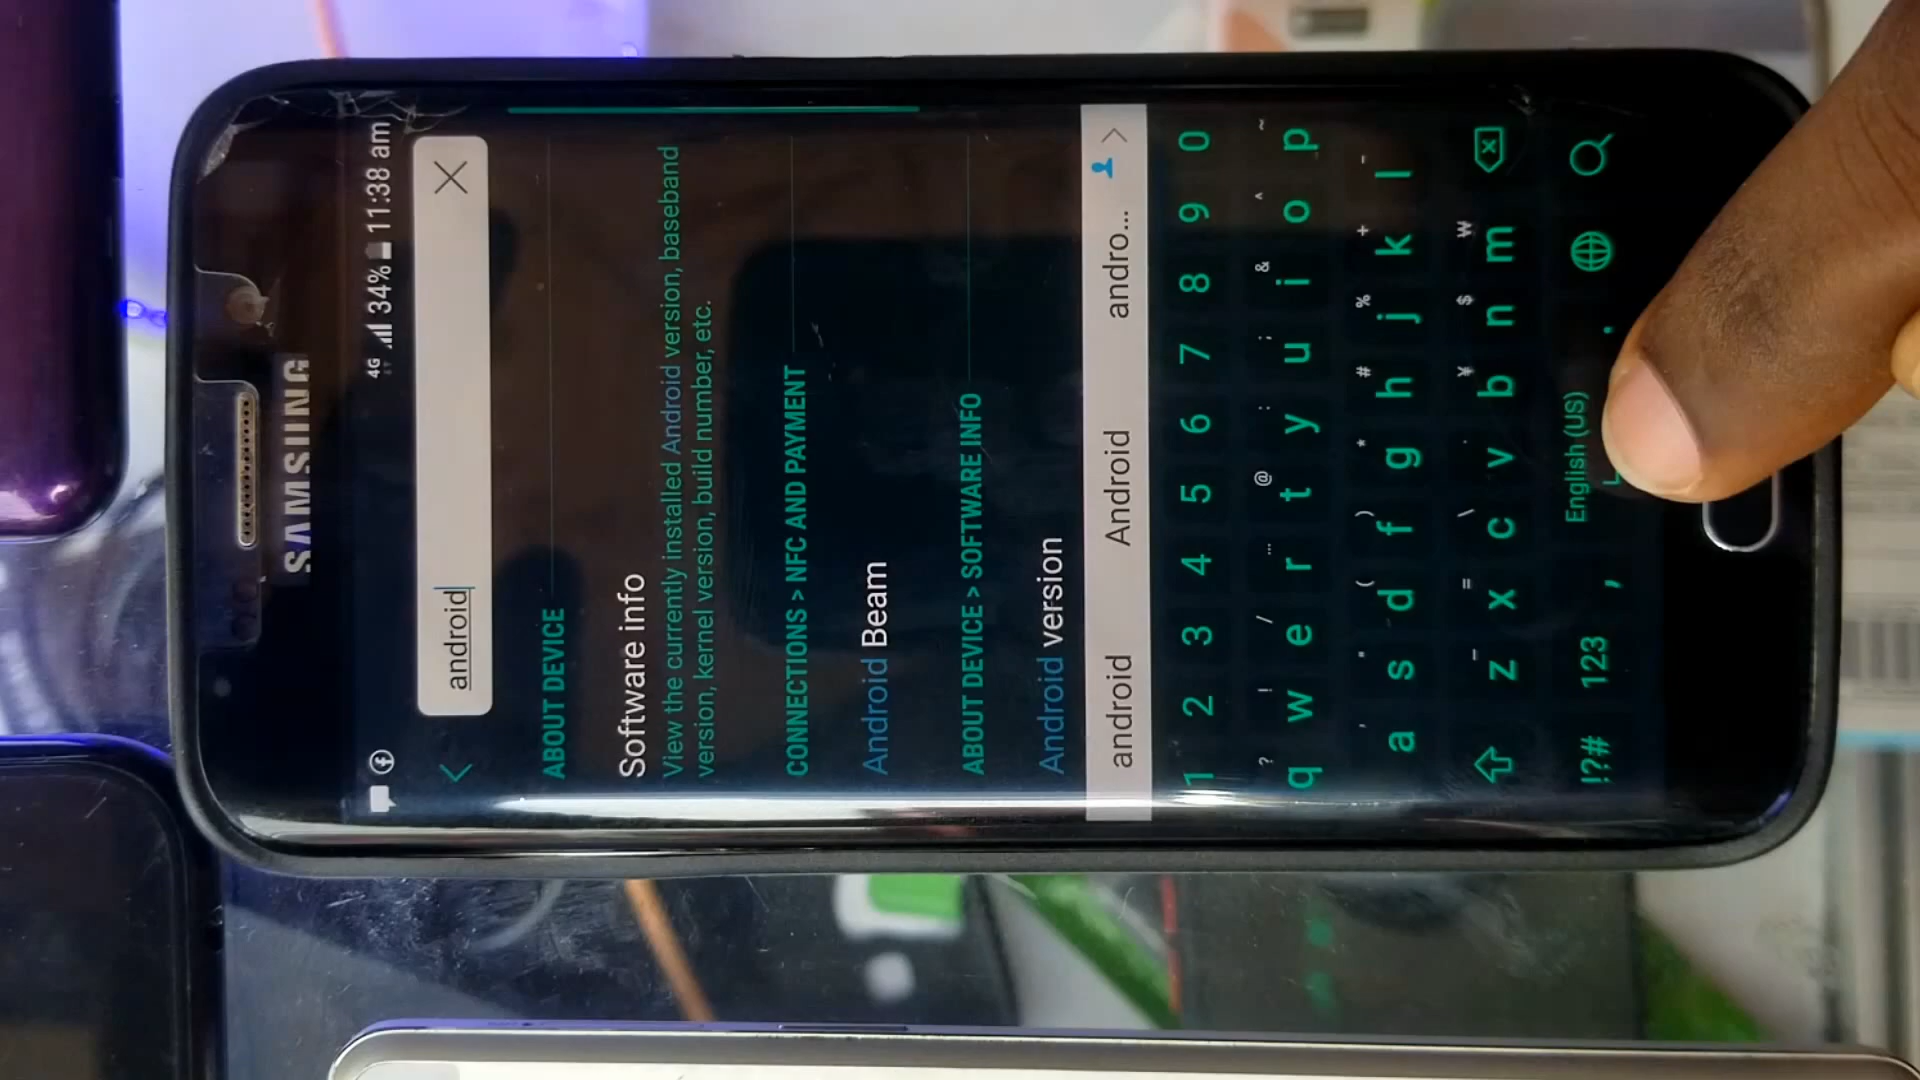 SAMSUNG
4G 34% 11:38 am
android
ABOUT DEVICE
Software info
View the currently installed Android version, baseband
version, kernel version, build number, etc.
CONNECTIONS > NFC AND PAYMENT
Android Beam
ABOUT DEVICE > SOFTWARE INFO
Android version
android Android andro...
1 2 3 4 5 6 7 8 9 0
? ! / ... @ : ; & ^ ~
q w e r t y u i o p
' " ( ) * # % + -
a s d f g h j k l
_ = \ ¥ $ ₩
z x c v b n m
!?# 123 , English (US) .